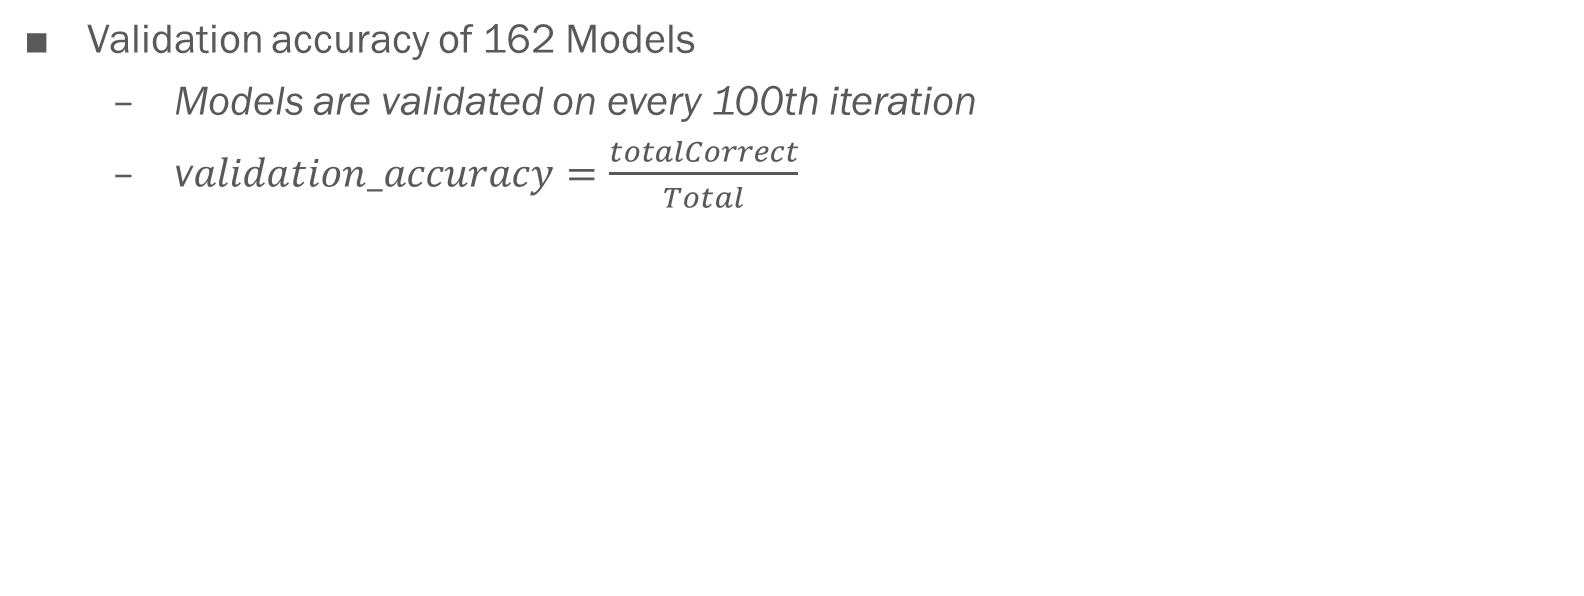 ■ Validation accuracy of 162 Models
– Models are validated on every 100th iteration
– validation_accuracy = totalCorrect / Total